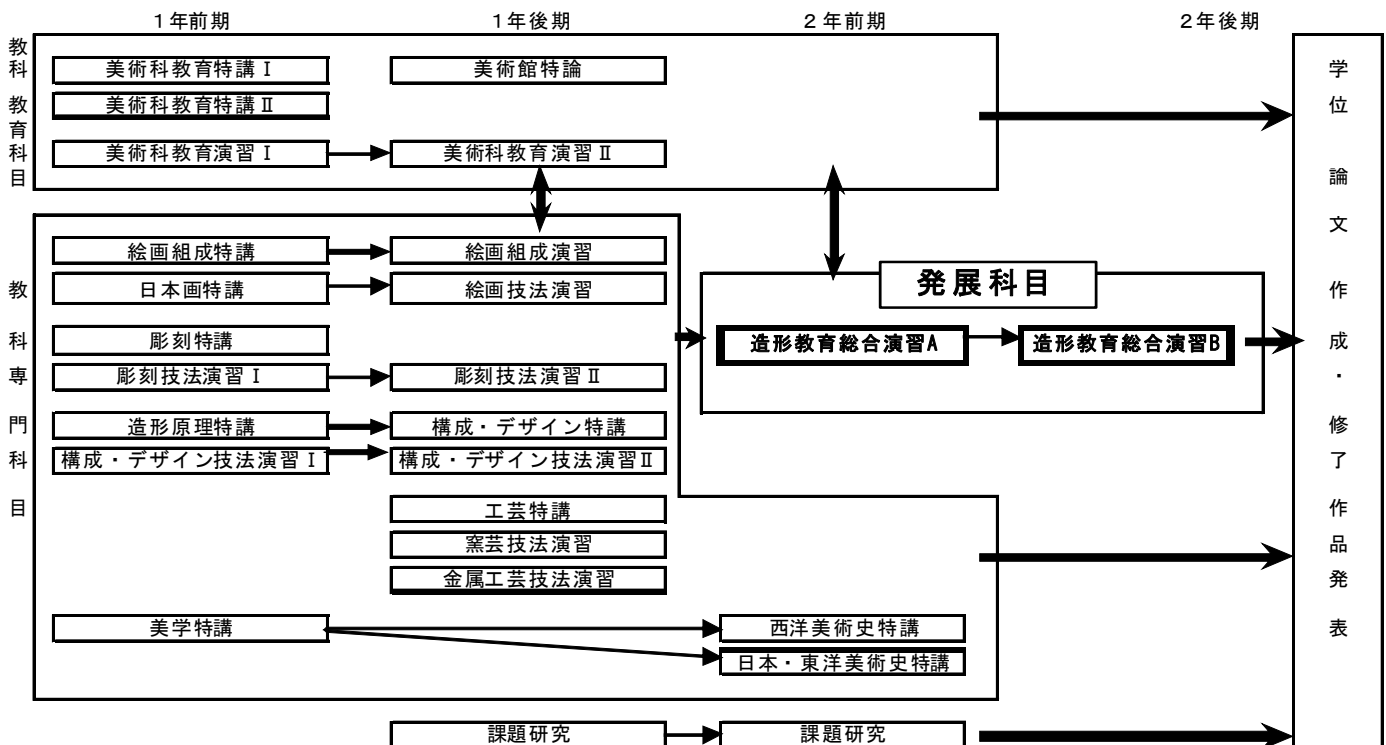 1年前期 1年後期 2年前期 2年後期
教科教育科目
美術科教育特講Ⅰ 美術館特論
美術科教育特講Ⅱ
美術科教育演習Ⅰ 美術科教育演習Ⅱ
教科専門科目
絵画組成特講 絵画組成演習
日本画特講 絵画技法演習
彫刻特講
彫刻技法演習Ⅰ 彫刻技法演習Ⅱ
造形原理特講 構成・デザイン特講
構成・デザイン技法演習Ⅰ 構成・デザイン技法演習Ⅱ
工芸特講
窯芸技法演習
金属工芸技法演習
美学特講 西洋美術史特講
日本・東洋美術史特講
発展科目
造形教育総合演習A 造形教育総合演習B
課題研究 課題研究
学位論文作成・修了作品発表